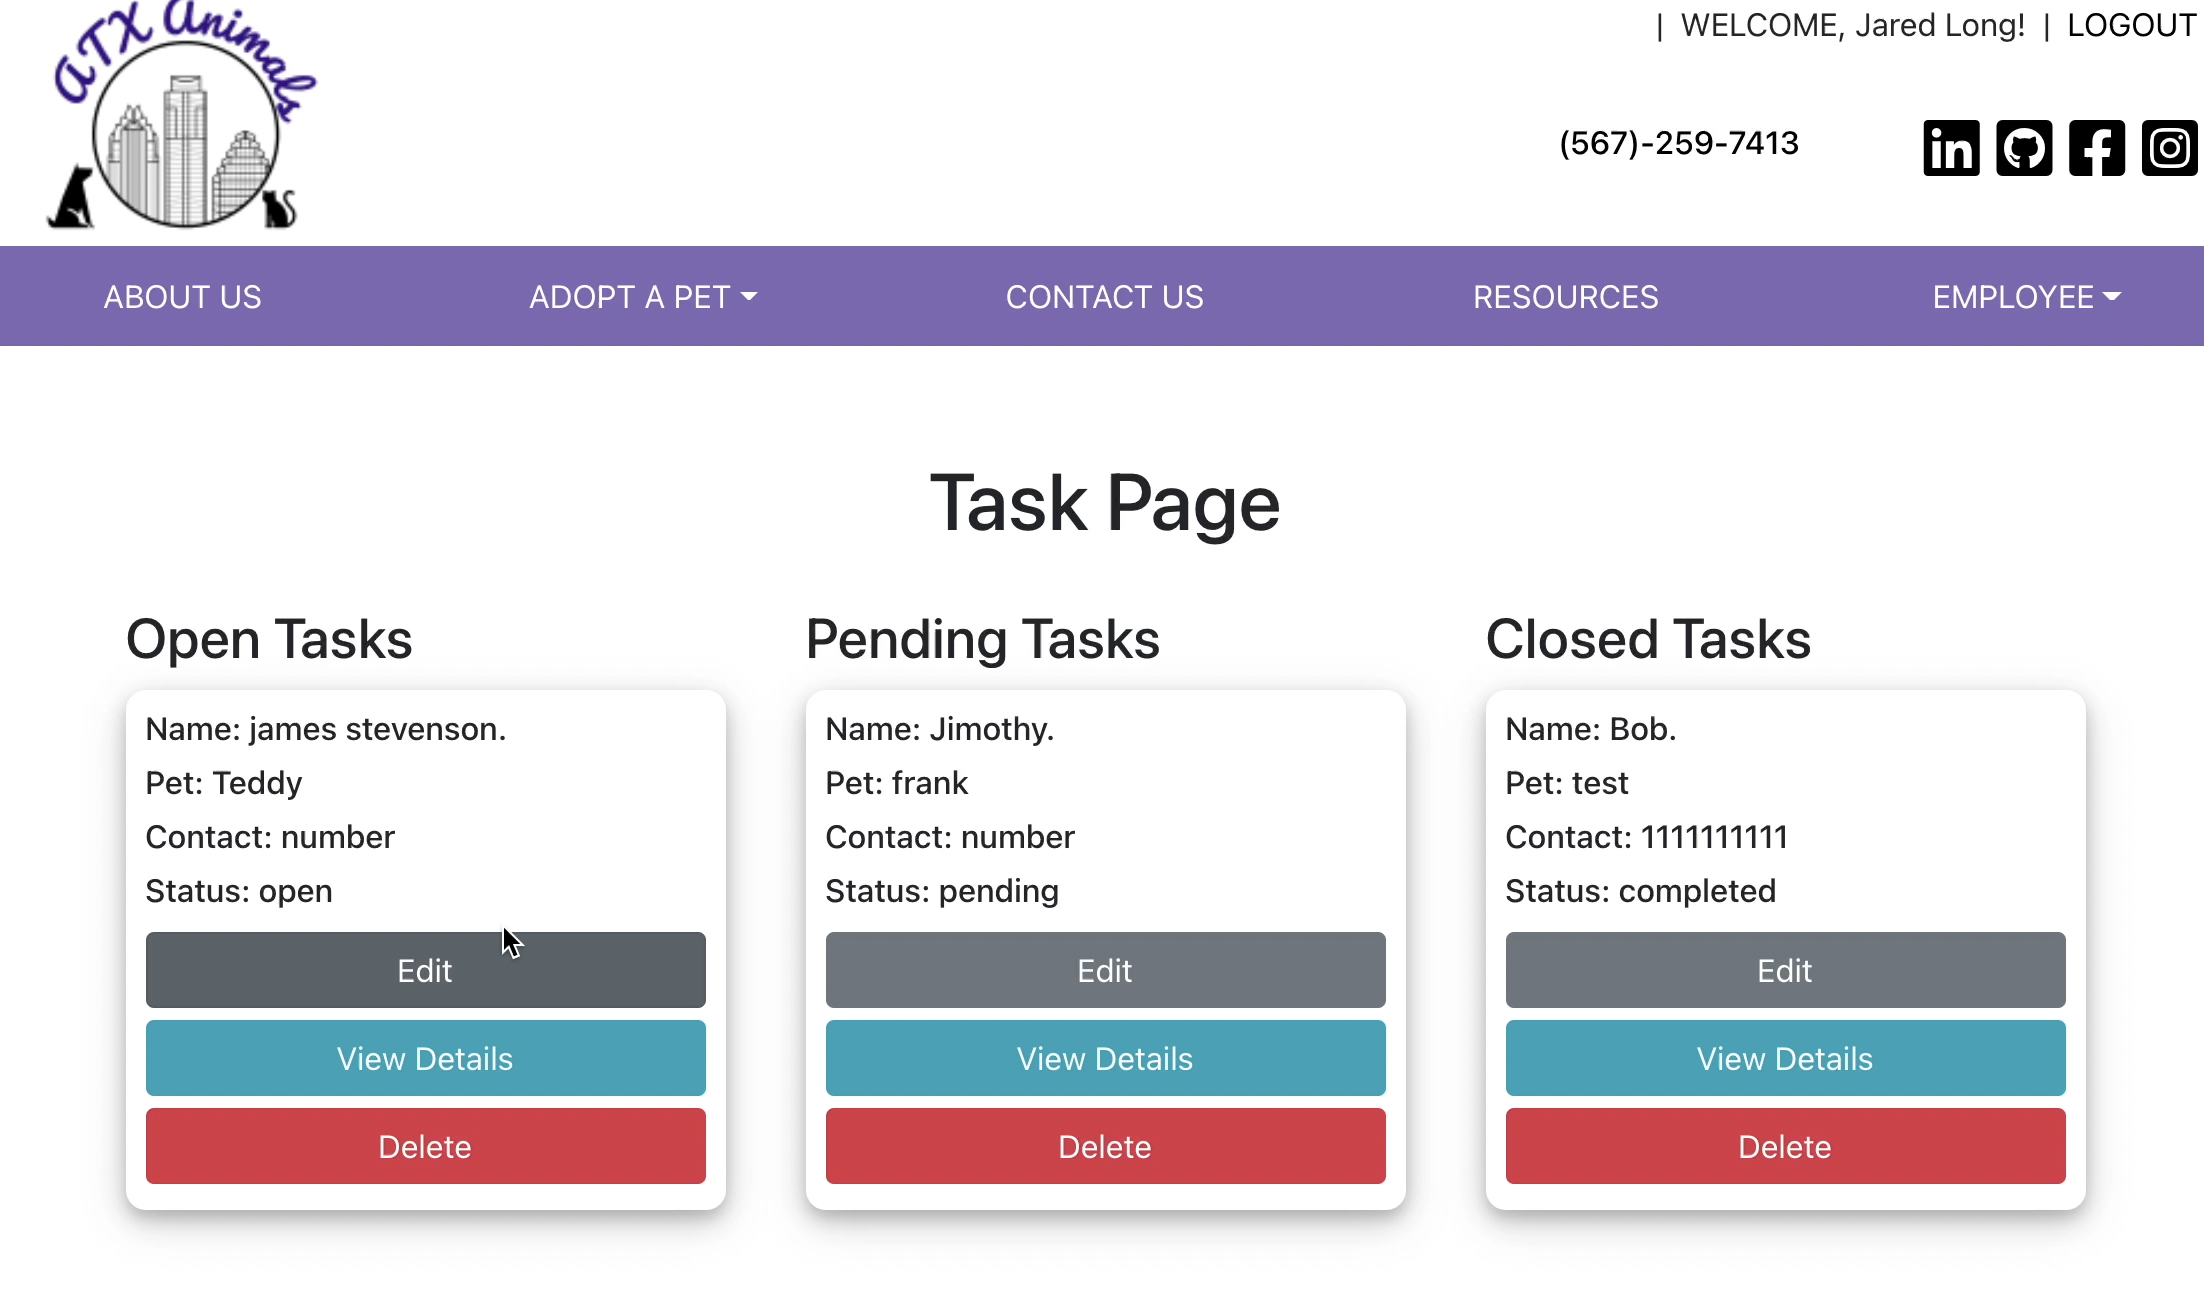 ATX Animals
| WELCOME, Jared Long! | LOGOUT
(567)-259-7413
in
ABOUT US ADOPT A PET CONTACT US RESOURCES EMPLOYEE
Task Page
Open Tasks
Name: james stevenson.
Pet: Teddy
Contact: number
Status: open
Edit
View Details
Delete
Pending Tasks
Name: Jimothy.
Pet: frank
Contact: number
Status: pending
Edit
View Details
Delete
Closed Tasks
Name: Bob.
Pet: test
Contact: 1111111111
Status: completed
Edit
View Details
Delete